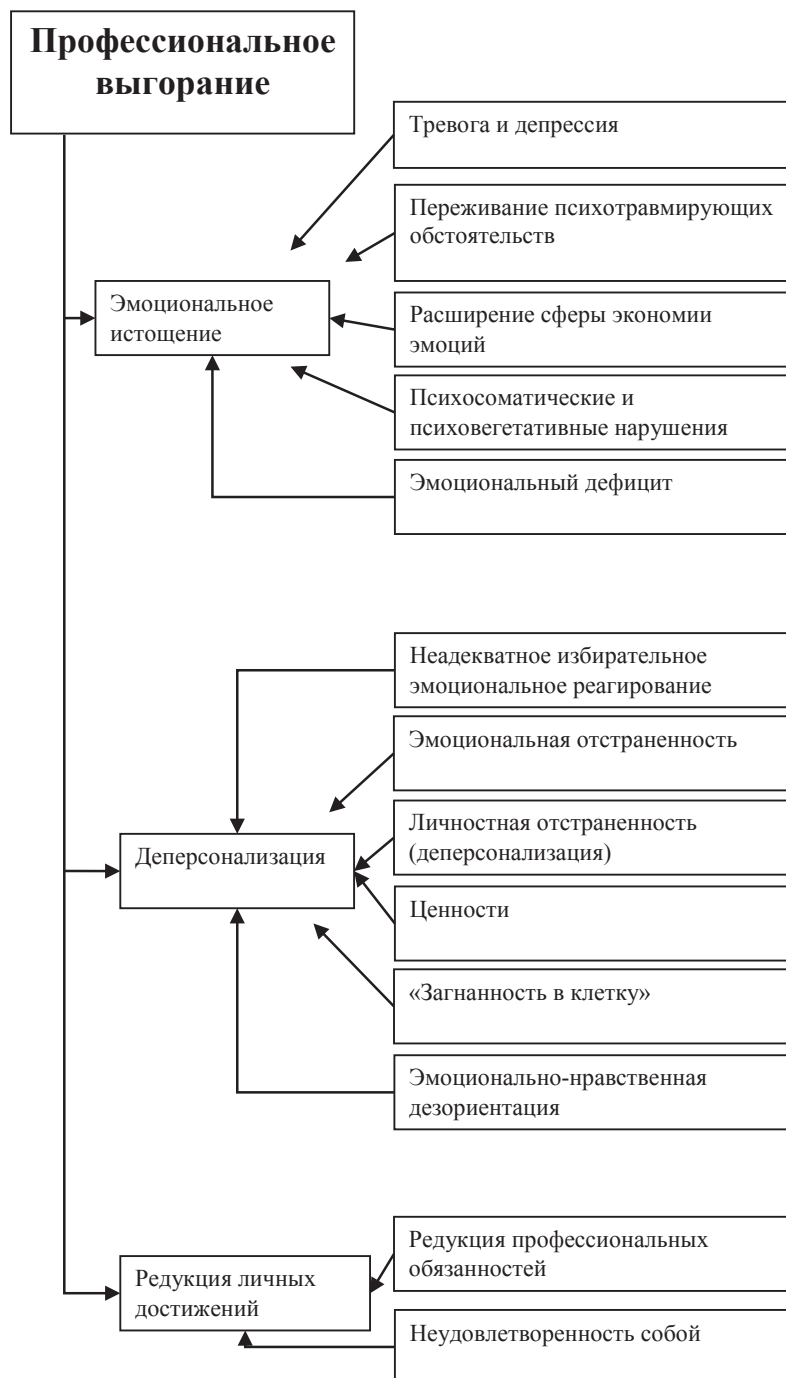 Профессиональное
выгорание
Тревога и депрессия
Переживание психотравмирующих
обстоятельств
Эмоциональное
истощение
Расширение сферы экономии
эмоций
Психосоматические и
психовегетативные нарушения
Эмоциональный дефицит
Неадекватное избирательное
эмоциональное реагирование
Эмоциональная отстраненность
Деперсонализация
Личностная отстраненность
(деперсонализация)
Ценности
«Загнанность в клетку»
Эмоционально-нравственная
дезориентация
Редукция личных
достижений
Редукция профессиональных
обязанностей
Неудовлетворенность собой